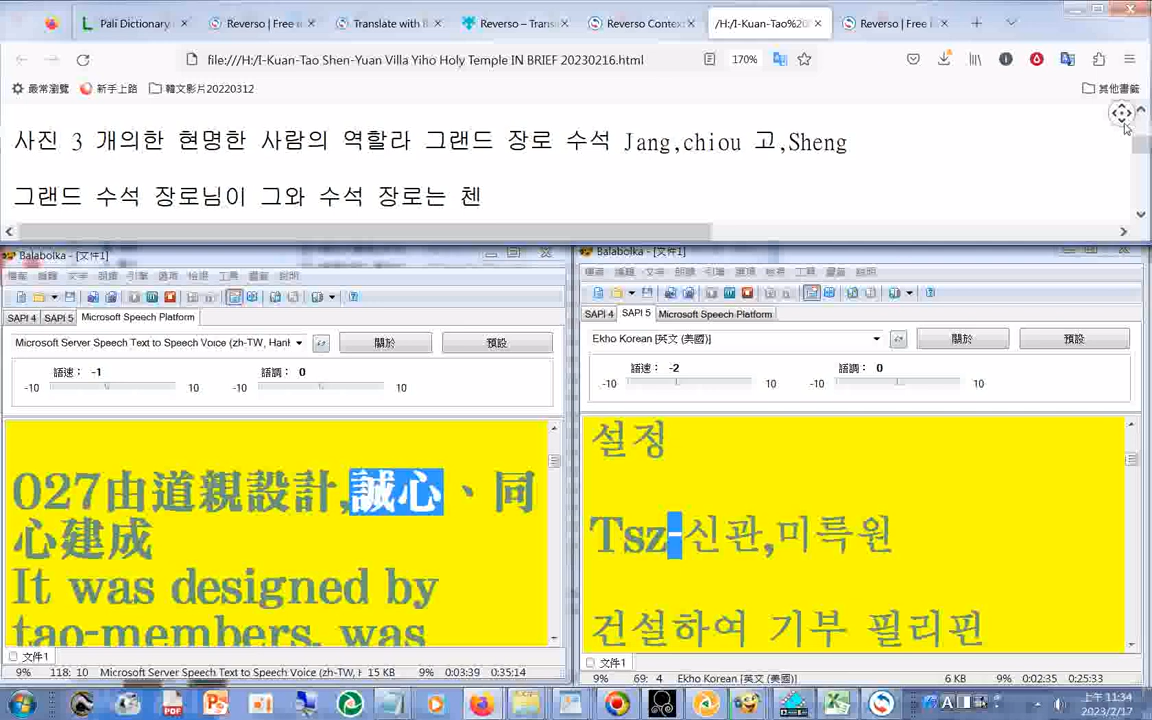 Pali Dictionary
Reverso | Free
Translate with
Reverso – Trans
Reverso Context
/H:/I-Kuan-Tao%20
Reverso | Free
file:///H:/I-Kuan-Tao Shen-Yuan Villa Yiho Holy Temple IN BRIEF 20230216.html
170%
最常瀏覽 新手上路 韓文影片20220312 其他書籤
사진 3 개의한 현명한 사람의 역할라 그랜드 장로 수석 Jang,chiou 고,Sheng
그랜드 수석 장로님이 그와 수석 장로는 첸
Balabolka - [文件1]
SAPI 4 SAPI 5 Microsoft Speech Platform
Microsoft Server Speech Text to Speech Voice (zh-TW, Hanl
關於 預設
語速： -1 語調： 0
-10 10 -10 10
027由道親設計,誠心、同
心建成
It was designed by
tao-members, was
文件1
9% 118: 10 Microsoft Server Speech Text to Speech Voice (zh-TW, H 15 KB 9% 0:03:39 0:35:14
Balabolka - [文件1]
SAPI 4 SAPI 5 Microsoft Speech Platform
Ekho Korean [英文 (美國)]
關於 預設
語速： -2 語調： 0
-10 10 -10 10
설정
Tsz-신관,미륵원
건설하여 기부 필리핀
文件1
9% 69: 4 Ekho Korean [英文 (美國)] 6 KB 9% 0:02:35 0:25:33
上午 11:34
2023/2/17